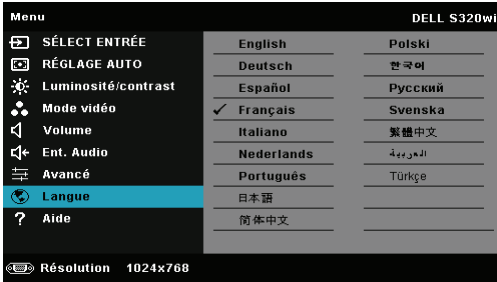 Menu DELL S320wi
SÉLECT ENTRÉE
RÉGLAGE AUTO
Luminosité/contrast
Mode vidéo
Volume
Ent. Audio
Avancé
Langue
Aide
English
Deutsch
Español
Français
Italiano
Nederlands
Português
日本語
简体中文
Polski
한국어
Русский
Svenska
繁體中文
العربية
Türkçe
Résolution 1024x768